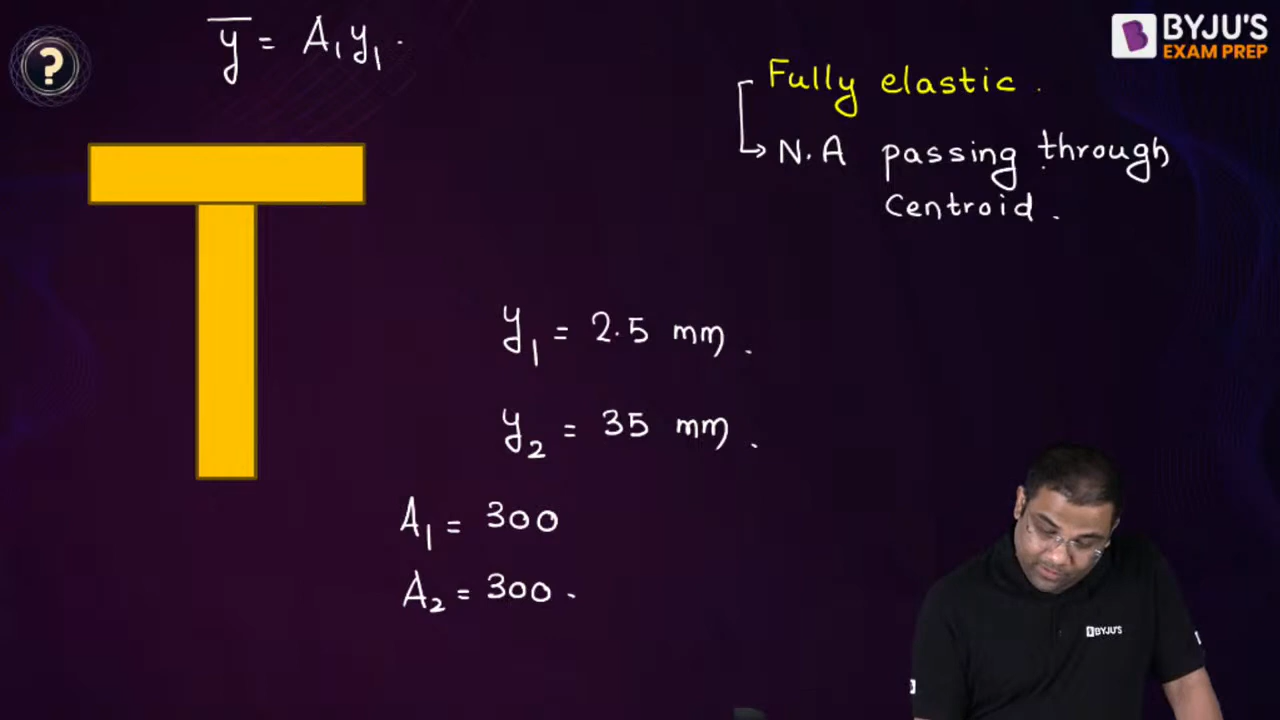 ȳ = A₁y₁
?
BYJU'S
EXAM PREP
Fully elastic .
N.A passing through
Centroid .
y₁ = 2.5 mm .
y₂ = 35 mm .
A₁ = 300
A₂ = 300 .
BYJU'S